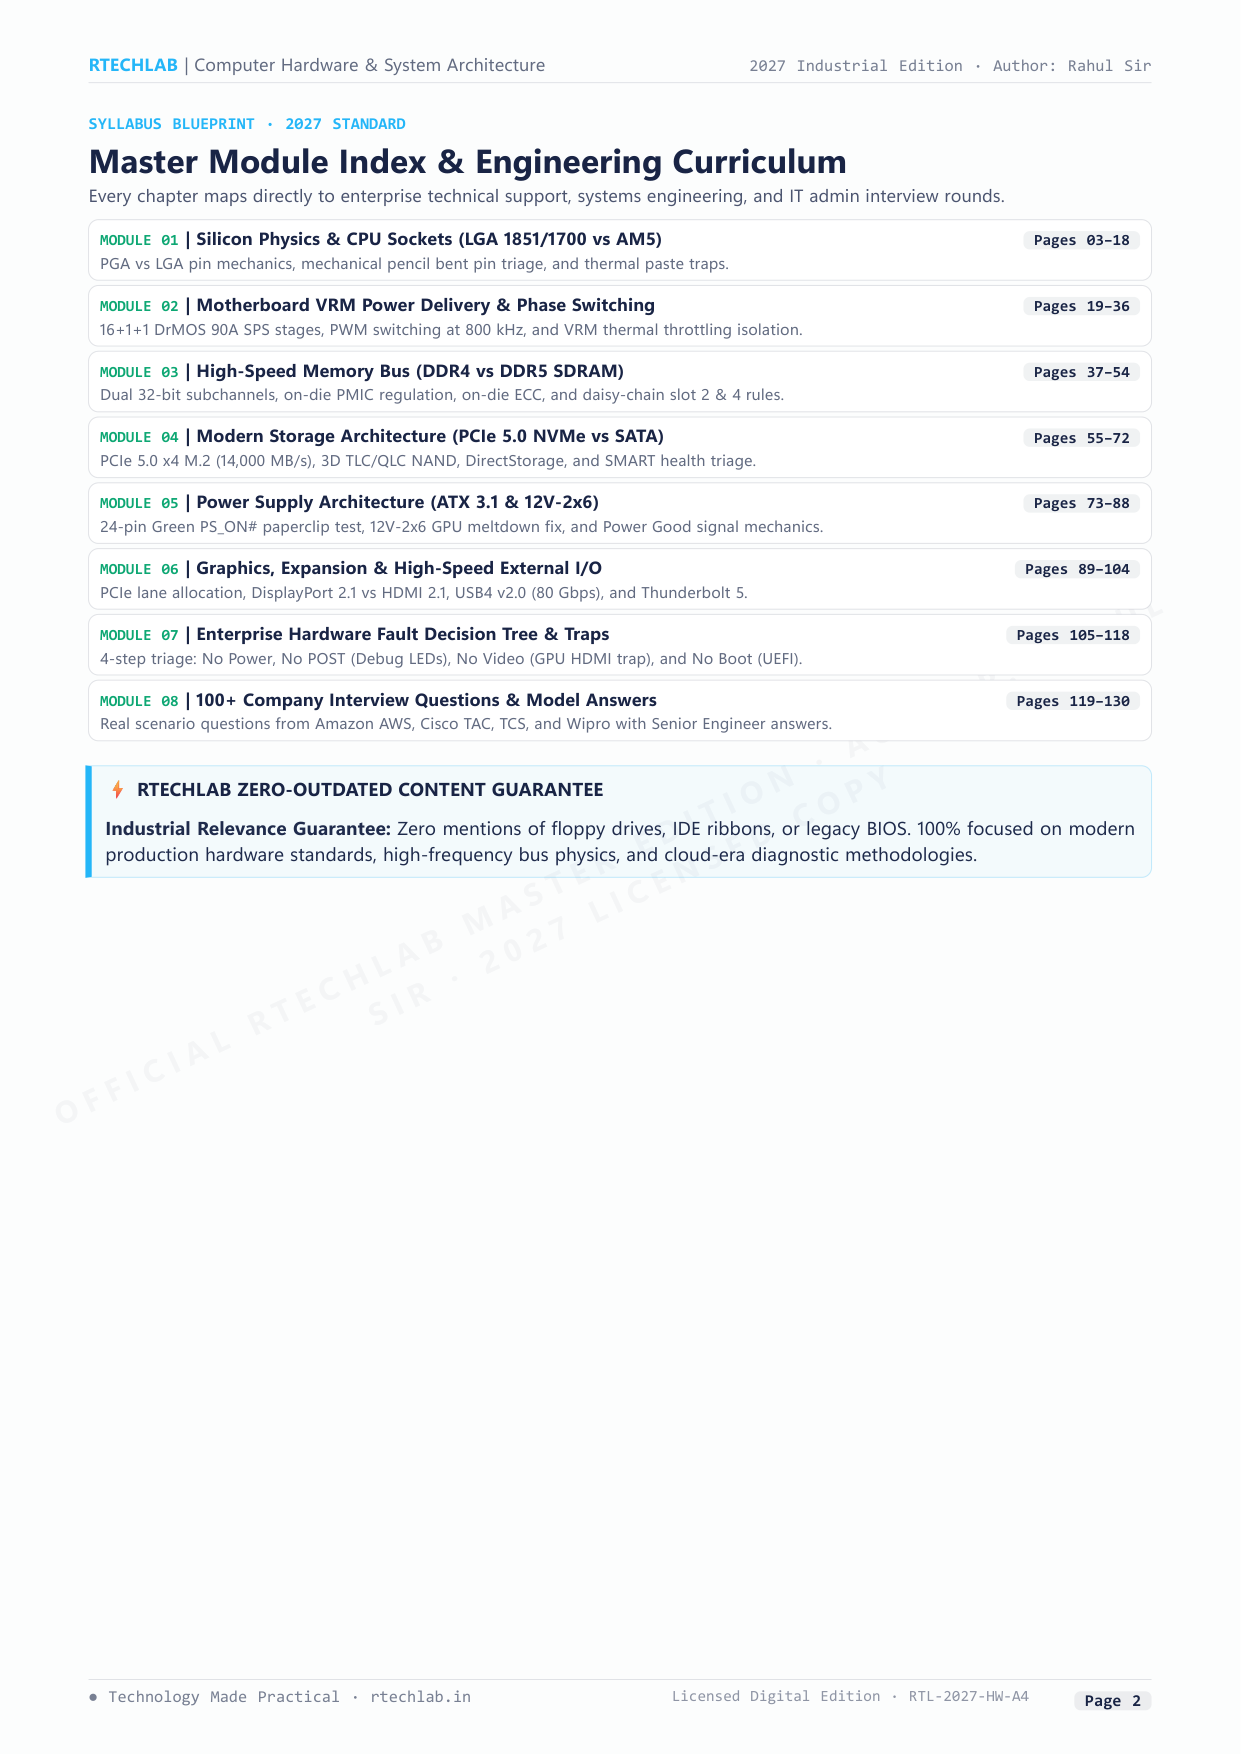 RTECHLAB | Computer Hardware & System Architecture
2027 Industrial Edition · Author: Rahul Sir
SYLLABUS BLUEPRINT · 2027 STANDARD
Master Module Index & Engineering Curriculum
Every chapter maps directly to enterprise technical support, systems engineering, and IT admin interview rounds.
MODULE 01 | Silicon Physics & CPU Sockets (LGA 1851/1700 vs AM5)
Pages 03–18
PGA vs LGA pin mechanics, mechanical pencil bent pin triage, and thermal paste traps.
MODULE 02 | Motherboard VRM Power Delivery & Phase Switching
Pages 19–36
16+1+1 DrMOS 90A SPS stages, PWM switching at 800 kHz, and VRM thermal throttling isolation.
MODULE 03 | High-Speed Memory Bus (DDR4 vs DDR5 SDRAM)
Pages 37–54
Dual 32-bit subchannels, on-die PMIC regulation, on-die ECC, and daisy-chain slot 2 & 4 rules.
MODULE 04 | Modern Storage Architecture (PCIe 5.0 NVMe vs SATA)
Pages 55–72
PCIe 5.0 x4 M.2 (14,000 MB/s), 3D TLC/QLC NAND, DirectStorage, and SMART health triage.
MODULE 05 | Power Supply Architecture (ATX 3.1 & 12V-2x6)
Pages 73–88
24-pin Green PS_ON# paperclip test, 12V-2x6 GPU meltdown fix, and Power Good signal mechanics.
MODULE 06 | Graphics, Expansion & High-Speed External I/O
Pages 89–104
PCIe lane allocation, DisplayPort 2.1 vs HDMI 2.1, USB4 v2.0 (80 Gbps), and Thunderbolt 5.
MODULE 07 | Enterprise Hardware Fault Decision Tree & Traps
Pages 105–118
4-step triage: No Power, No POST (Debug LEDs), No Video (GPU HDMI trap), and No Boot (UEFI).
MODULE 08 | 100+ Company Interview Questions & Model Answers
Pages 119–130
Real scenario questions from Amazon AWS, Cisco TAC, TCS, and Wipro with Senior Engineer answers.
⚡ RTECHLAB ZERO-OUTDATED CONTENT GUARANTEE
Industrial Relevance Guarantee: Zero mentions of floppy drives, IDE ribbons, or legacy BIOS. 100% focused on modern
production hardware standards, high-frequency bus physics, and cloud-era diagnostic methodologies.
OFFICIAL RTECHLAB MASTER EDITION ·
SIR · 2027 LICENSED COPY
● Technology Made Practical · rtechlab.in
Licensed Digital Edition · RTL-2027-HW-A4
Page 2